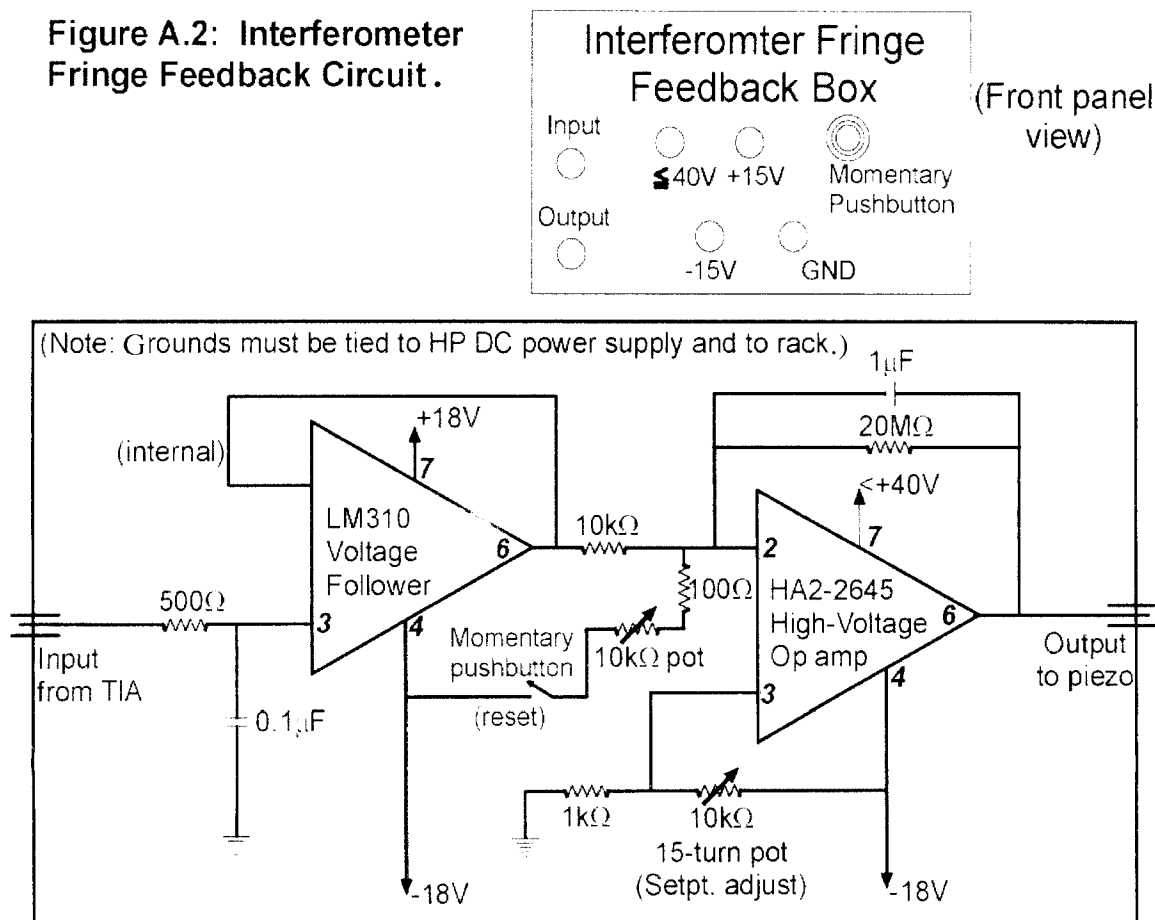 Figure A.2: Interferometer
Fringe Feedback Circuit.
Interferomter Fringe
Feedback Box
(Front panel
view)
Input
≦40V +15V
Momentary
Pushbutton
Output
-15V
GND
(Note: Grounds must be tied to HP DC power supply and to rack.)
1µF
20MΩ
+18V
(internal)
7
<+40V
7
LM310
Voltage
Follower
6
10kΩ
2
100Ω
HA2-2645
High-Voltage
Op amp
6
500Ω
3
4
Momentary
pushbutton
10kΩ pot
Input
from TIA
Output
to piezo
(reset)
3
4
0.1µF
1kΩ
10kΩ
15-turn pot
(Setpt. adjust)
-18V
-18V